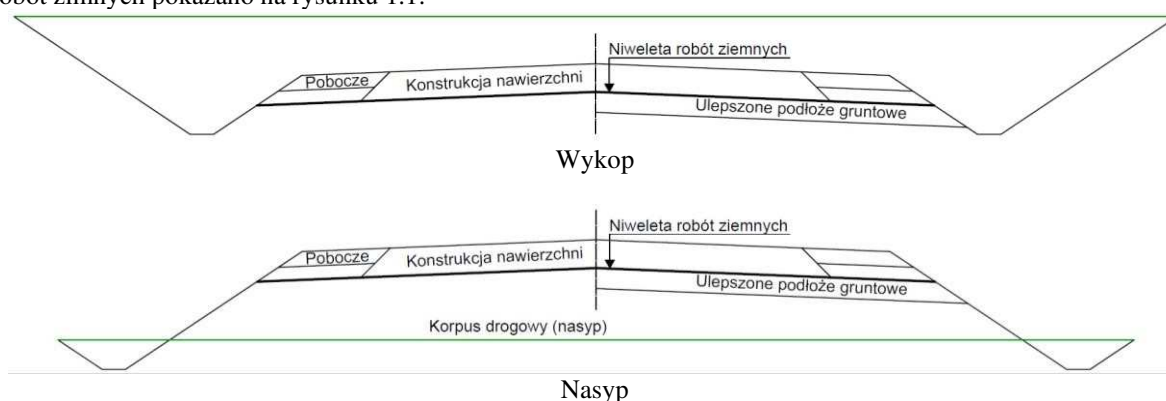 robót ziemnych pokazano na rysunku 1.1.
Niweleta robót ziemnych
Pobocze
Konstrukcja nawierzchni
Ulepszone podłoże gruntowe
Wykop
Niweleta robót ziemnych
Pobocze
Konstrukcja nawierzchni
Ulepszone podłoże gruntowe
Korpus drogowy (nasyp)
Nasyp